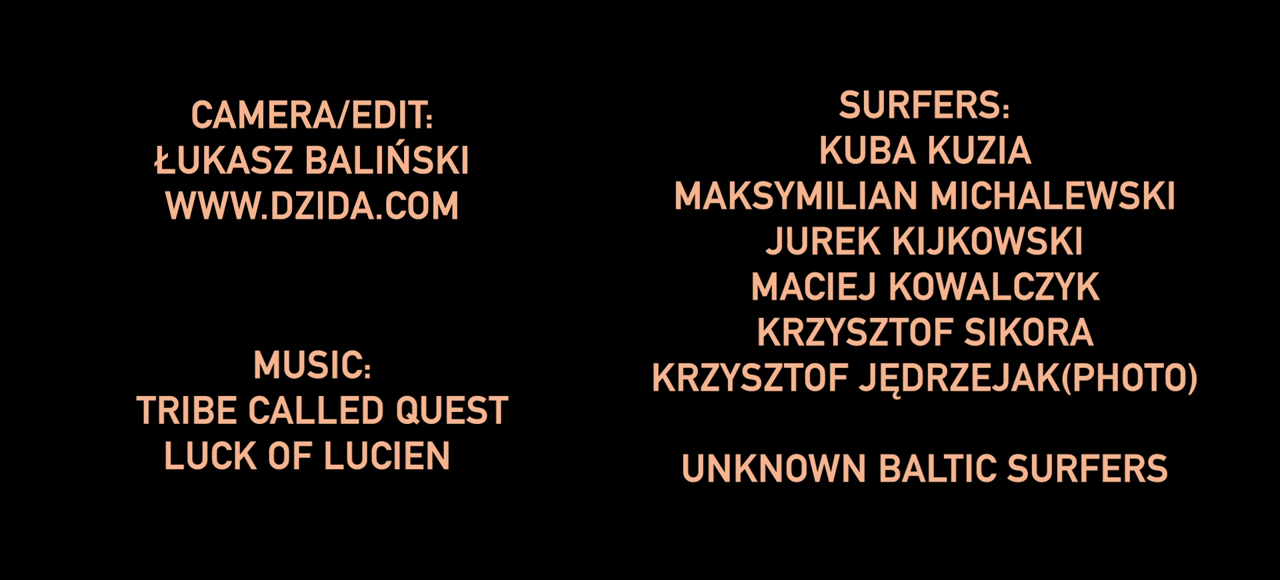 CAMERA/EDIT:
ŁUKASZ BALIŃSKI
WWW.DZIDA.COM
MUSIC:
TRIBE CALLED QUEST
LUCK OF LUCIEN
SURFERS:
KUBA KUZIA
MAKSYMILIAN MICHALEWSKI
JUREK KIJKOWSKI
MACIEJ KOWALCZYK
KRZYSZTOF SIKORA
KRZYSZTOF JĘDRZEJAK(PHOTO)
UNKNOWN BALTIC SURFERS